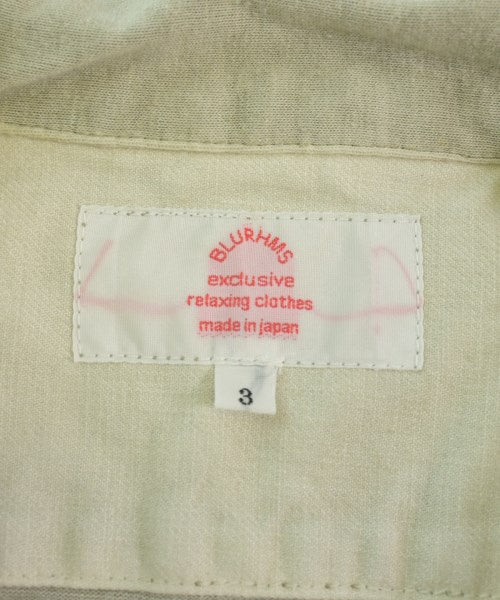 BLURHMS
exclusive
relaxing clothes
made in japan
3